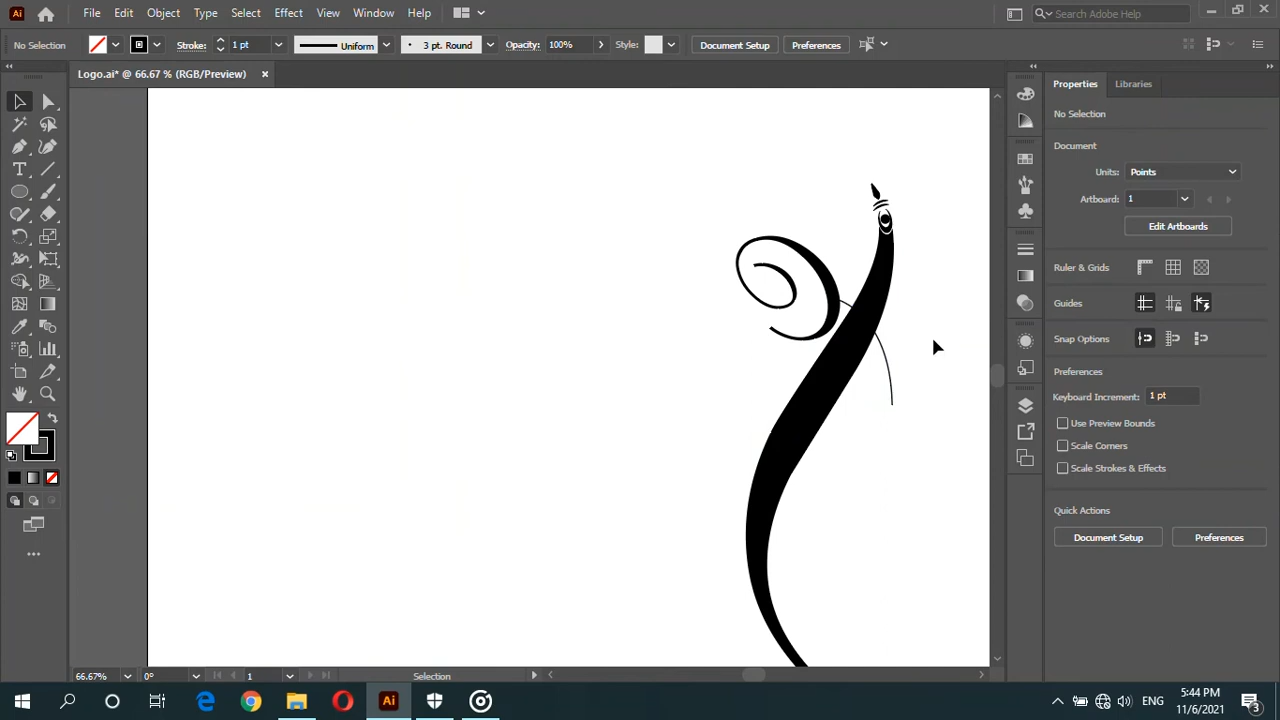 Ai File Edit Object Type Select Effect View Window Help Search Adobe Help
No Selection Stroke: 1 pt Uniform 3 pt. Round Opacity: 100% Style: Document Setup Preferences
Logo.ai* @ 66.67 % (RGB/Preview) ×
Properties Libraries
No Selection
Document
Units: Points
Artboard: 1
Edit Artboards
Ruler & Grids
Guides
Snap Options
Preferences
Keyboard Increment: 1 pt
Use Preview Bounds
Scale Corners
Scale Strokes & Effects
Quick Actions
Document Setup Preferences
66.67% 0° 1 Selection
Ai ENG 5:44 PM
11/6/2021 3